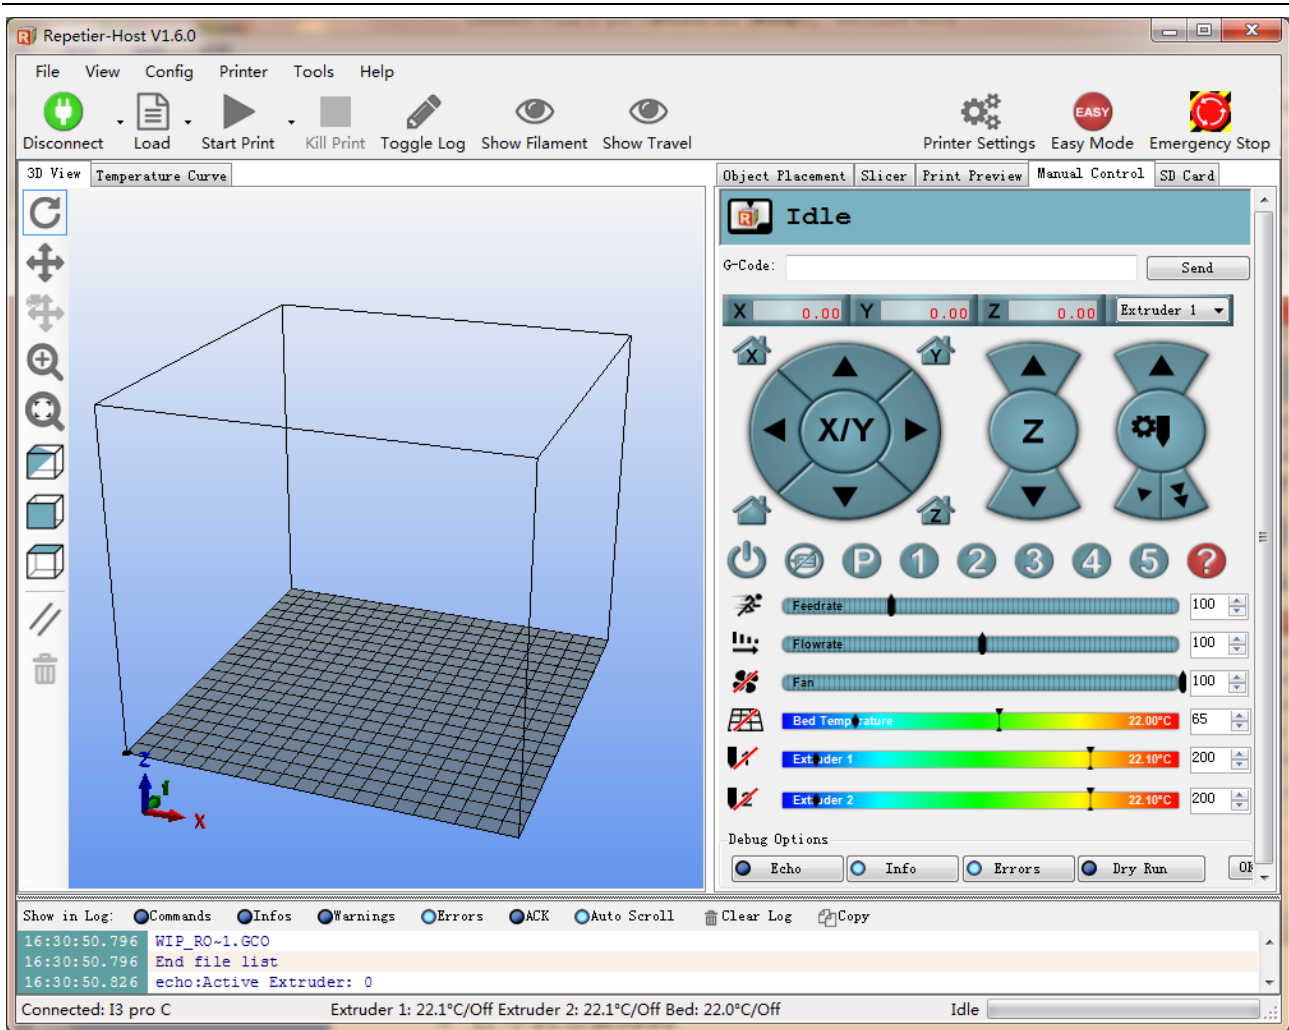 Repetier-Host V1.6.0
File View Config Printer Tools Help
Disconnect Load Start Print Kill Print Toggle Log Show Filament Show Travel Printer Settings EASY Easy Mode Emergency Stop
3D View Temperature Curve
Object Placement Slicer Print Preview Manual Control SD Card
R Idle
G-Code: Send
X 0.00 Y 0.00 Z 0.00 Extruder 1
X Y
X/Y Z
Z
P 1 2 3 4 5 ?
Feedrate 100
Flowrate 100
Fan 100
Bed Temperature 22.00°C 65
1 Extruder 1 22.10°C 200
2 Extruder 2 22.10°C 200
Debug Options
Echo Info Errors Dry Run
Z
X
Show in Log: Commands Infos Warnings Errors ACK Auto Scroll Clear Log Copy
16:30:50.796 WIP_RO~1.GCO
16:30:50.796 End file list
16:30:50.826 echo:Active Extruder: 0
Connected: I3 pro C Extruder 1: 22.1°C/Off Extruder 2: 22.1°C/Off Bed: 22.0°C/Off Idle